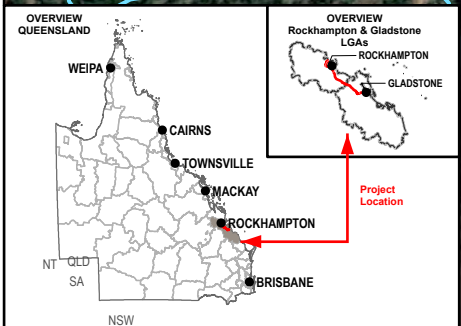 OVERVIEW
QUEENSLAND
OVERVIEW
Rockhampton & Gladstone
LGAs
ROCKHAMPTON
GLADSTONE
WEIPA
CAIRNS
TOWNSVILLE
MACKAY
Project
Location
ROCKHAMPTON
NT QLD
SA
BRISBANE
NSW